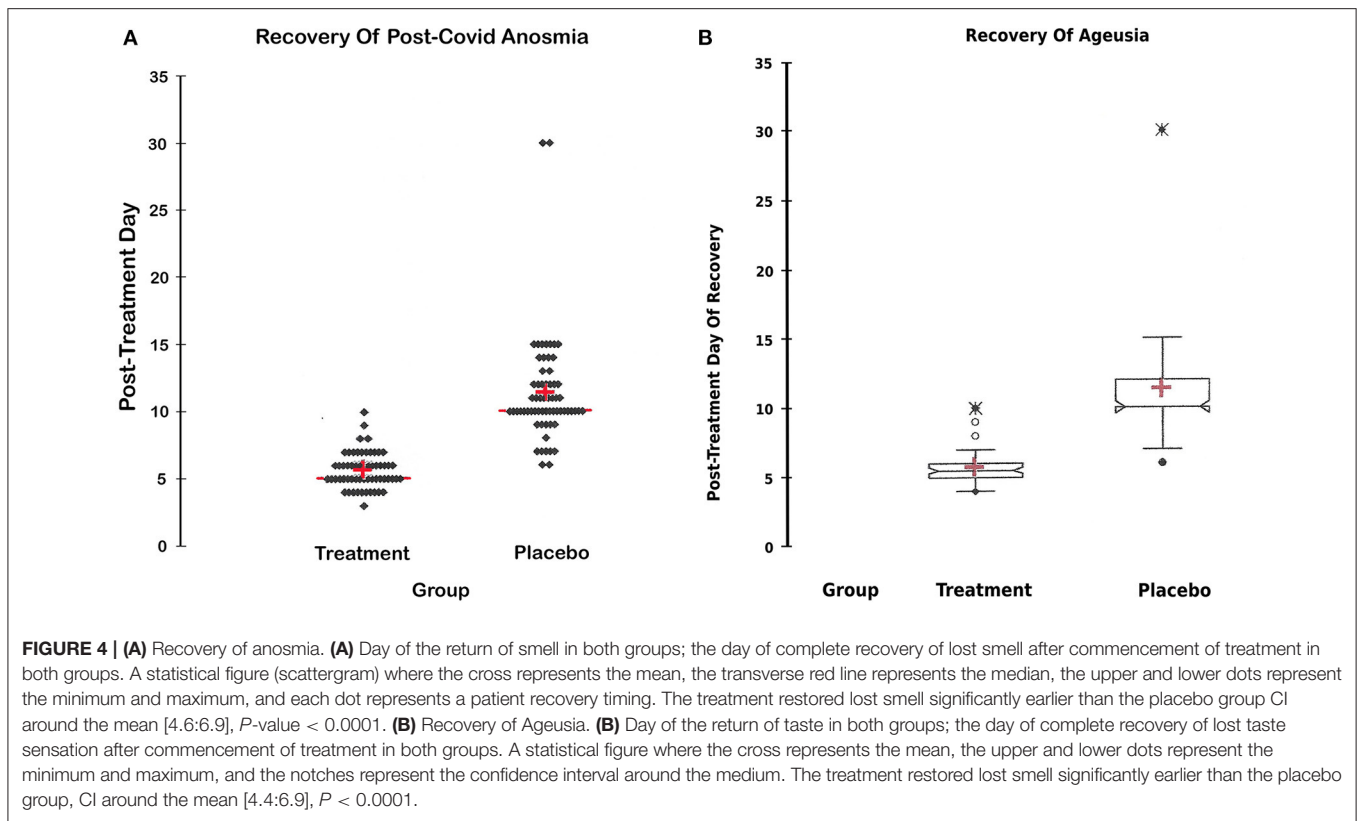 A
Recovery Of Post-Covid Anosmia
35
30
25
20
15
10
5
0
Post-Treatment Day
Treatment
Placebo
Group
B
Recovery Of Ageusia
35
30
25
20
15
10
5
0
Post-Treatment Day Of Recovery
Group
Treatment
Placebo
FIGURE 4 | (A) Recovery of anosmia. (A) Day of the return of smell in both groups; the day of complete recovery of lost smell after commencement of treatment in
both groups. A statistical figure (scattergram) where the cross represents the mean, the transverse red line represents the median, the upper and lower dots represent
the minimum and maximum, and each dot represents a patient recovery timing. The treatment restored lost smell significantly earlier than the placebo group CI
around the mean [4.6:6.9], P-value < 0.0001. (B) Recovery of Ageusia. (B) Day of the return of taste in both groups; the day of complete recovery of lost taste
sensation after commencement of treatment in both groups. A statistical figure where the cross represents the mean, the upper and lower dots represent the
minimum and maximum, and the notches represent the confidence interval around the medium. The treatment restored lost smell significantly earlier than the placebo
group, CI around the mean [4.4:6.9], P < 0.0001.